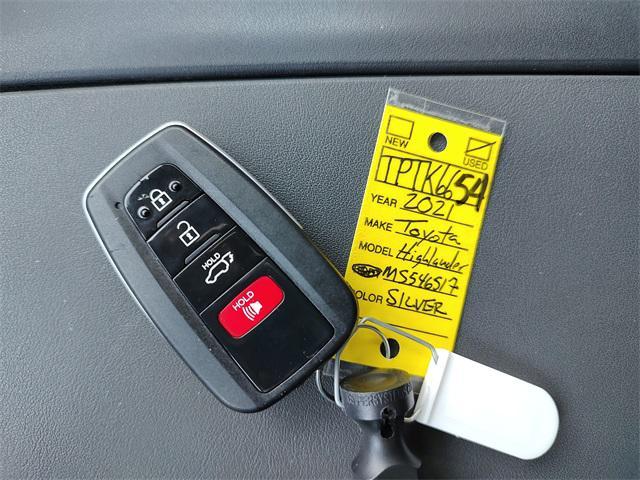 NEW
USED
TPTK6654
YEAR 2021
MAKE Toyota
MODEL Highlander
MS546517
COLOR SILVER
HOLD
HOLD